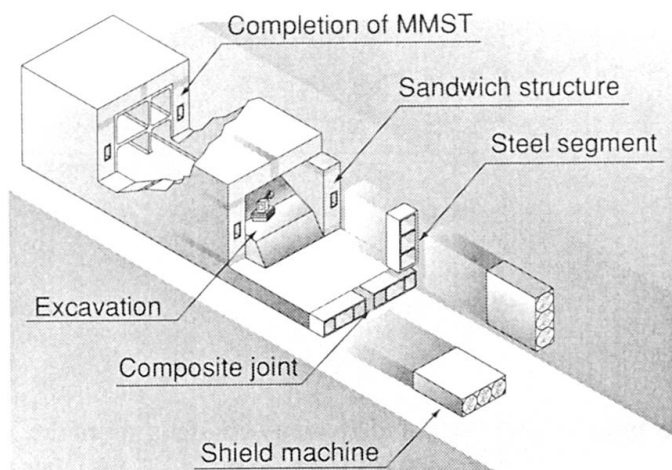 Completion of MMST
Sandwich structure
Steel segment
Excavation
Composite joint
Shield machine